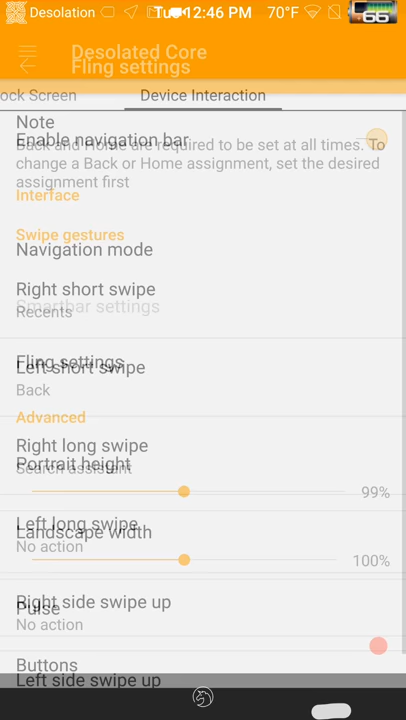 Desolation Tue 12:46 PM 70°F 66
Desolated Core
Fling settings
ock Screen Device Interaction
Note
Enable navigation bar
Back and Home are required to be set at all times. To
change a Back or Home assignment, set the desired
assignment first
Interface
Swipe gestures
Navigation mode
Right short swipe
Smartbar settings
Recents
Fling settings
Left short swipe
Back
Advanced
Right long swipe
Portrait height
Search assistant
99%
Left long swipe
Landscape width
No action
100%
Right side swipe up
Pulse
No action
Buttons
Left side swipe up